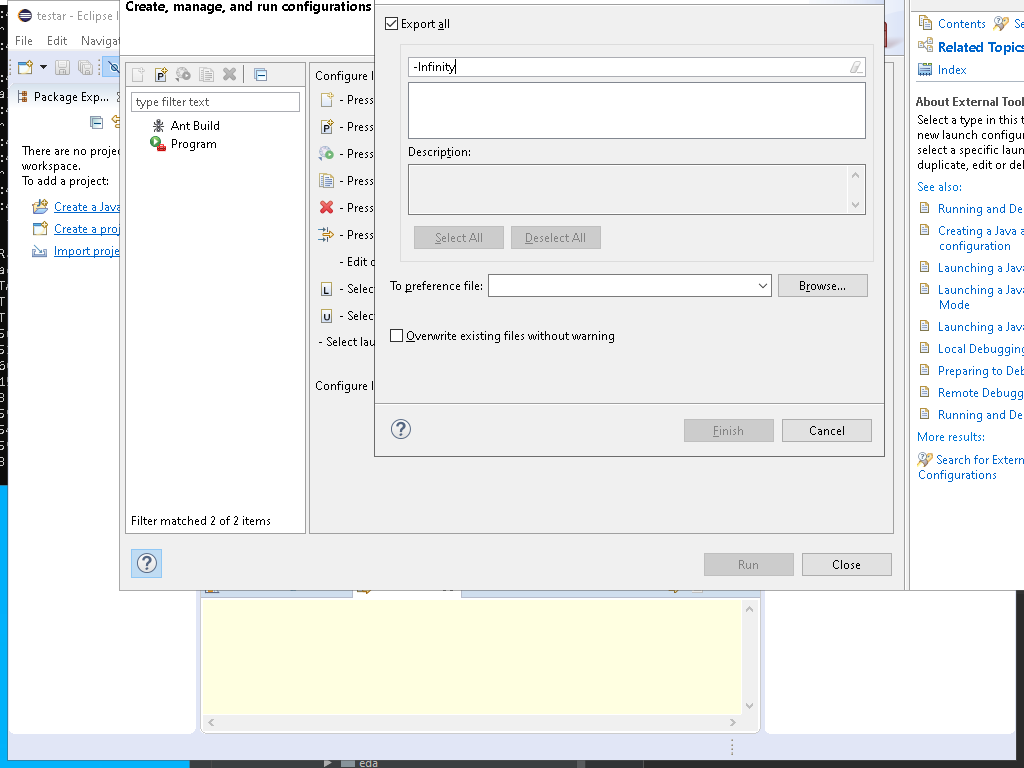 testar - Eclipse I
File Edit Navigat
Package Exp...
There are no proje
workspace.
To add a project:
Create a Java
Create a proj
Import proje
Create, manage, and run configurations
type filter text
Ant Build
Program
Filter matched 2 of 2 items
Configure l
- Press
- Press
- Press
- Press
- Press
- Press
- Edit c
- Selec
- Selec
- Select lau
Configure l
Run
Close
Export all
-Infinity
Description:
Select All
Deselect All
To preference file:
Browse...
Overwrite existing files without warning
Finish
Cancel
Contents
Se
Related Topics
Index
About External Tool
Select a type in this t
new launch configur
select a specific laun
duplicate, edit or del
See also:
Running and De
Creating a Java a
configuration
Launching a Java
Launching a Java
Mode
Launching a Java
Local Debugging
Preparing to Deb
Remote Debugg
Running and De
More results:
Search for Extern
Configurations
eda